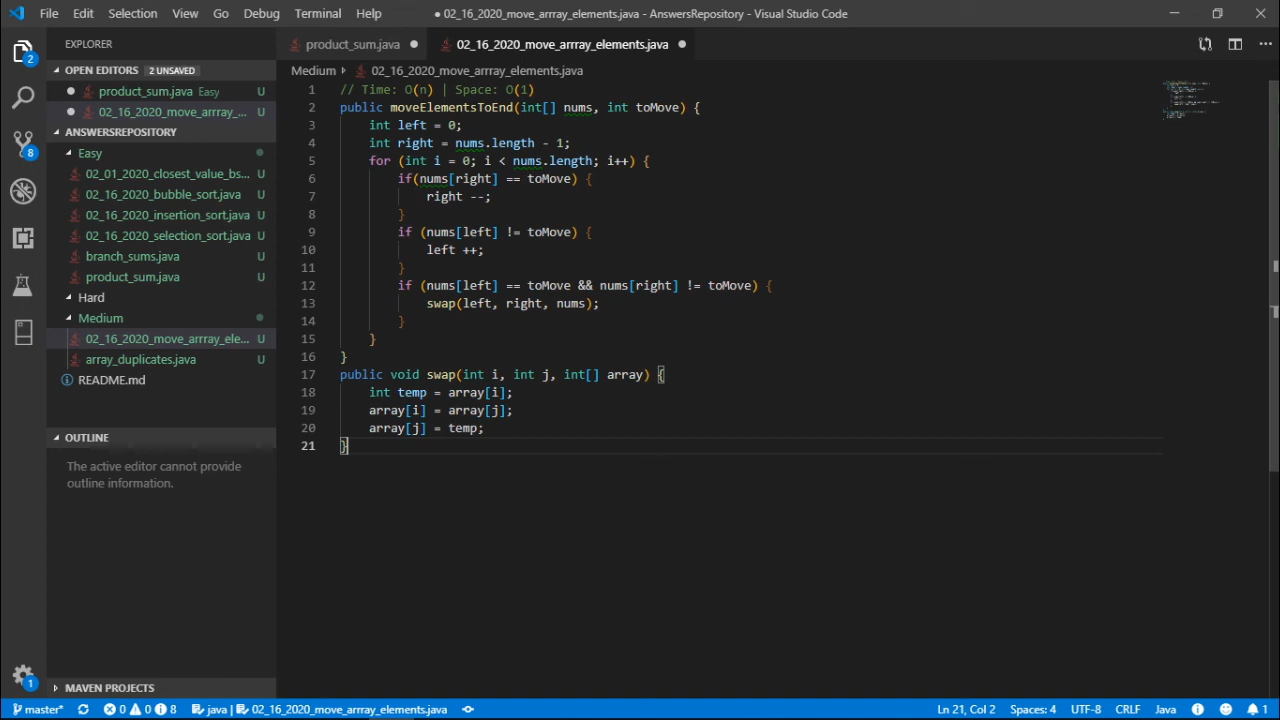 File Edit Selection View Go Debug Terminal Help
● 02_16_2020_move_arrray_elements.java - AnswersRepository - Visual Studio Code
EXPLORER
OPEN EDITORS 2 UNSAVED
product_sum.java Easy
02_16_2020_move_arrray_...
ANSWERSREPOSITORY
Easy
02_01_2020_closest_value_bs... U
02_16_2020_bubble_sort.java U
02_16_2020_insertion_sort.java U
02_16_2020_selection_sort.java U
branch_sums.java U
product_sum.java U
Hard
Medium
02_16_2020_move_arrray_ele... U
array_duplicates.java U
README.md
OUTLINE
The active editor cannot provide
outline information.
MAVEN PROJECTS
2
8
1
product_sum.java ● 02_16_2020_move_arrray_elements.java ●
Medium 02_16_2020_move_arrray_elements.java
1 // Time: O(n) | Space: O(1)
2 public moveElementsToEnd(int[] nums, int toMove) {
3 int left = 0;
4 int right = nums.length - 1;
5 for (int i = 0; i < nums.length; i++) {
6 if(nums[right] == toMove) {
7 right --;
8 }
9 if (nums[left] != toMove) {
10 left ++;
11 }
12 if (nums[left] == toMove && nums[right] != toMove) {
13 swap(left, right, nums);
14 }
15 }
16 }
17 public void swap(int i, int j, int[] array) {
18 int temp = array[i];
19 array[i] = array[j];
20 array[j] = temp;
21 }
master* 0 0 8 java | 02_16_2020_move_arrray_elements.java Ln 21, Col 2 Spaces: 4 UTF-8 CRLF Java 1